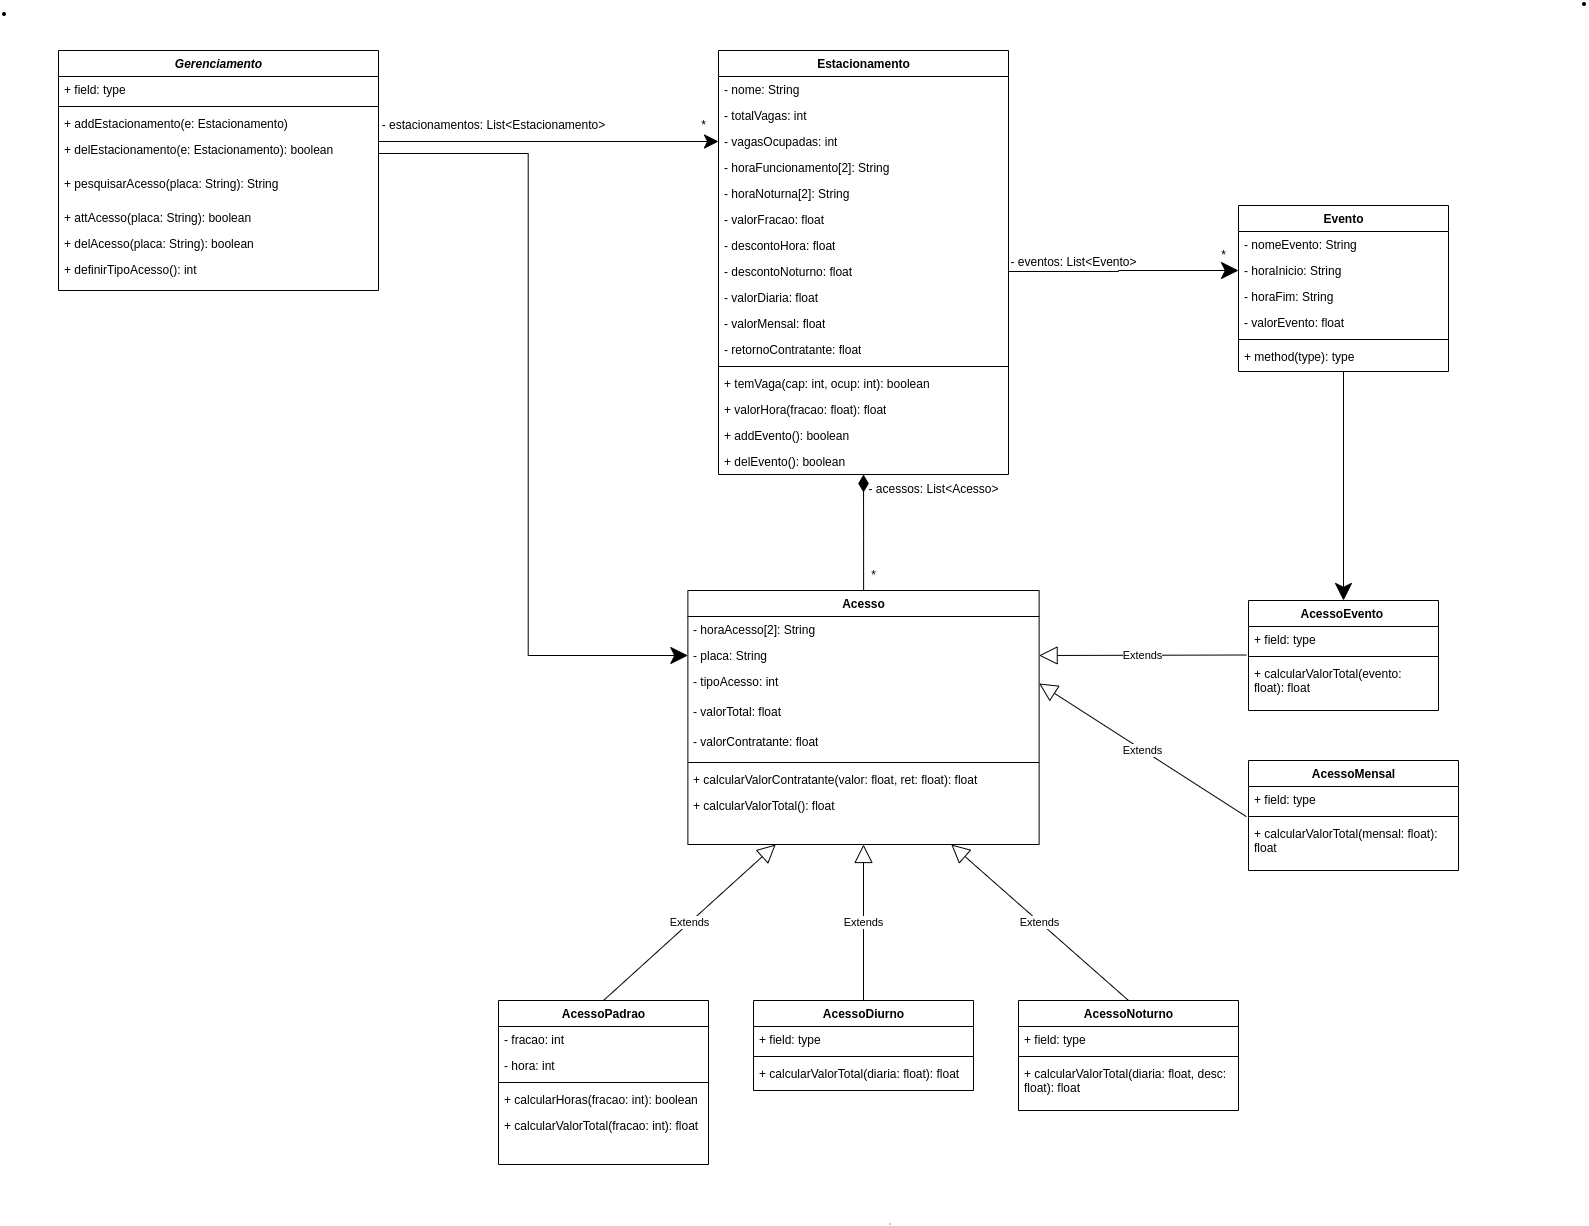 Gerenciamento
+ field: type
+ addEstacionamento(e: Estacionamento)
+ delEstacionamento(e: Estacionamento): boolean
+ pesquisarAcesso(placa: String): String
+ attAcesso(placa: String): boolean
+ delAcesso(placa: String): boolean
+ definirTipoAcesso(): int
- estacionamentos: List<Estacionamento>
*
Estacionamento
- nome: String
- totalVagas: int
- vagasOcupadas: int
- horaFuncionamento[2]: String
- horaNoturna[2]: String
- valorFracao: float
- descontoHora: float
- descontoNoturno: float
- valorDiaria: float
- valorMensal: float
- retornoContratante: float
+ temVaga(cap: int, ocup: int): boolean
+ valorHora(fracao: float): float
+ addEvento(): boolean
+ delEvento(): boolean
- eventos: List<Evento>
*
Evento
- nomeEvento: String
- horaInicio: String
- horaFim: String
- valorEvento: float
+ method(type): type
- acessos: List<Acesso>
*
Acesso
- horaAcesso[2]: String
- placa: String
- tipoAcesso: int
- valorTotal: float
- valorContratante: float
+ calcularValorContratante(valor: float, ret: float): float
+ calcularValorTotal(): float
Extends
AcessoEvento
+ field: type
+ calcularValorTotal(evento:
float): float
Extends
AcessoMensal
+ field: type
+ calcularValorTotal(mensal: float):
float
Extends
Extends
Extends
AcessoPadrao
- fracao: int
- hora: int
+ calcularHoras(fracao: int): boolean
+ calcularValorTotal(fracao: int): float
AcessoDiurno
+ field: type
+ calcularValorTotal(diaria: float): float
AcessoNoturno
+ field: type
+ calcularValorTotal(diaria: float, desc:
float): float